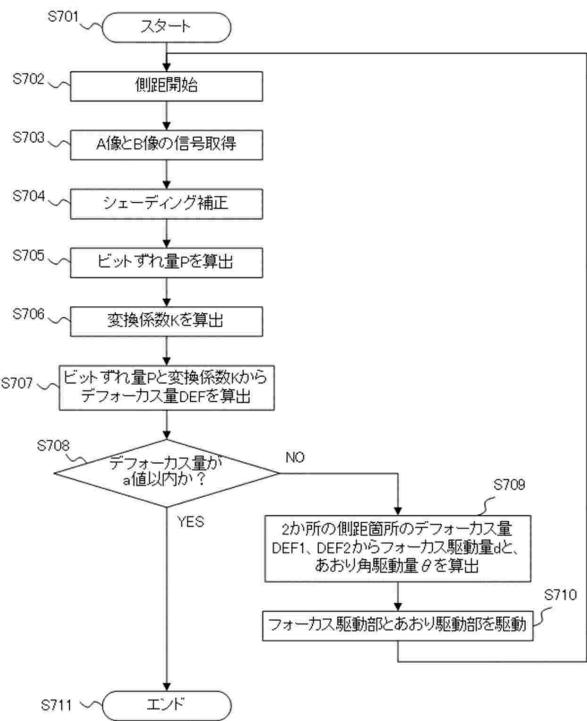 S701
スタート
S702
側距開始
S703
A像とB像の信号取得
S704
シェーディング補正
S705
ビットずれ量Pを算出
S706
変換係数Kを算出
S707
ビットずれ量Pと変換係数Kから
デフォーカス量DEFを算出
S708
デフォーカス量が
a値以内か？
NO
YES
S709
2か所の側距箇所のデフォーカス量
DEF1、DEF2からフォーカス駆動量dと、
あおり角駆動量θを算出
S710
フォーカス駆動部とあおり駆動部を駆動
S711
エンド